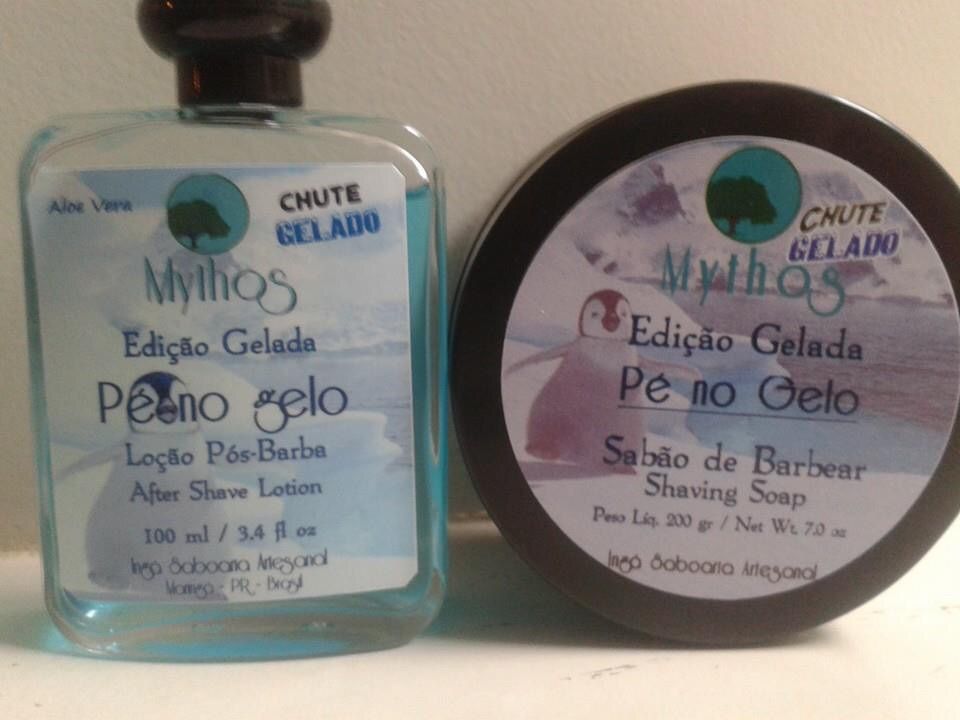 Aloe Vera
CHUTE
GELADO
Mythos
Edição Gelada
Pé no gelo
Loção Pós-Barba
After Shave Lotion
100 ml / 3.4 fl oz
Ingá Saboaria Artesanal
Maringá - PR - Brasil
CHUTE
GELADO
Mythos
Edição Gelada
Pé no Gelo
Sabão de Barbear
Shaving Soap
Peso Líq. 200 gr / Net Wt. 7.0 oz
Ingá Saboaria Artesanal